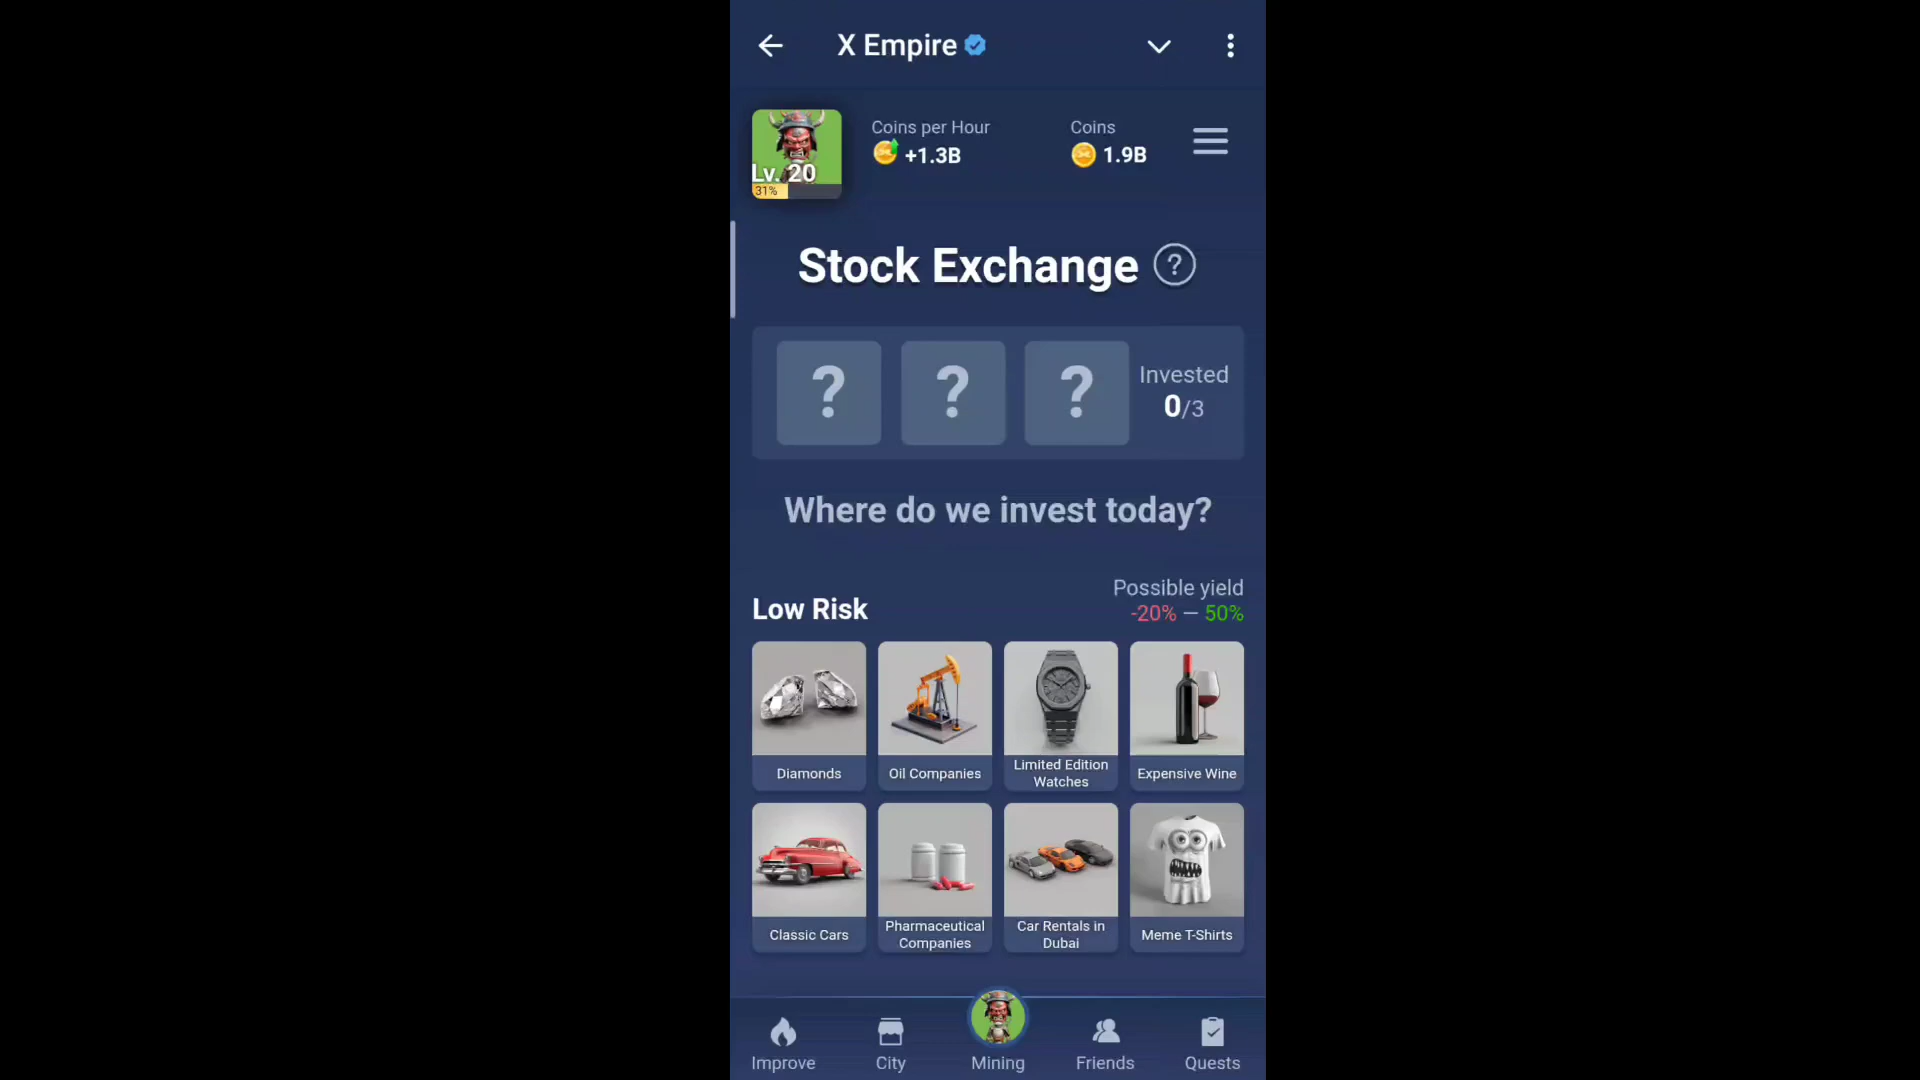 X Empire
Coins per Hour
+1.3B
Coins
1.9B
Lv. 20
31%
Stock Exchange ?
? ? ?
Invested
0/3
Where do we invest today?
Low Risk
Possible yield
-20% — 50%
Diamonds
Oil Companies
Limited Edition
Watches
Expensive Wine
Classic Cars
Pharmaceutical
Companies
Car Rentals in
Dubai
Meme T-Shirts
Improve
City
Mining
Friends
Quests